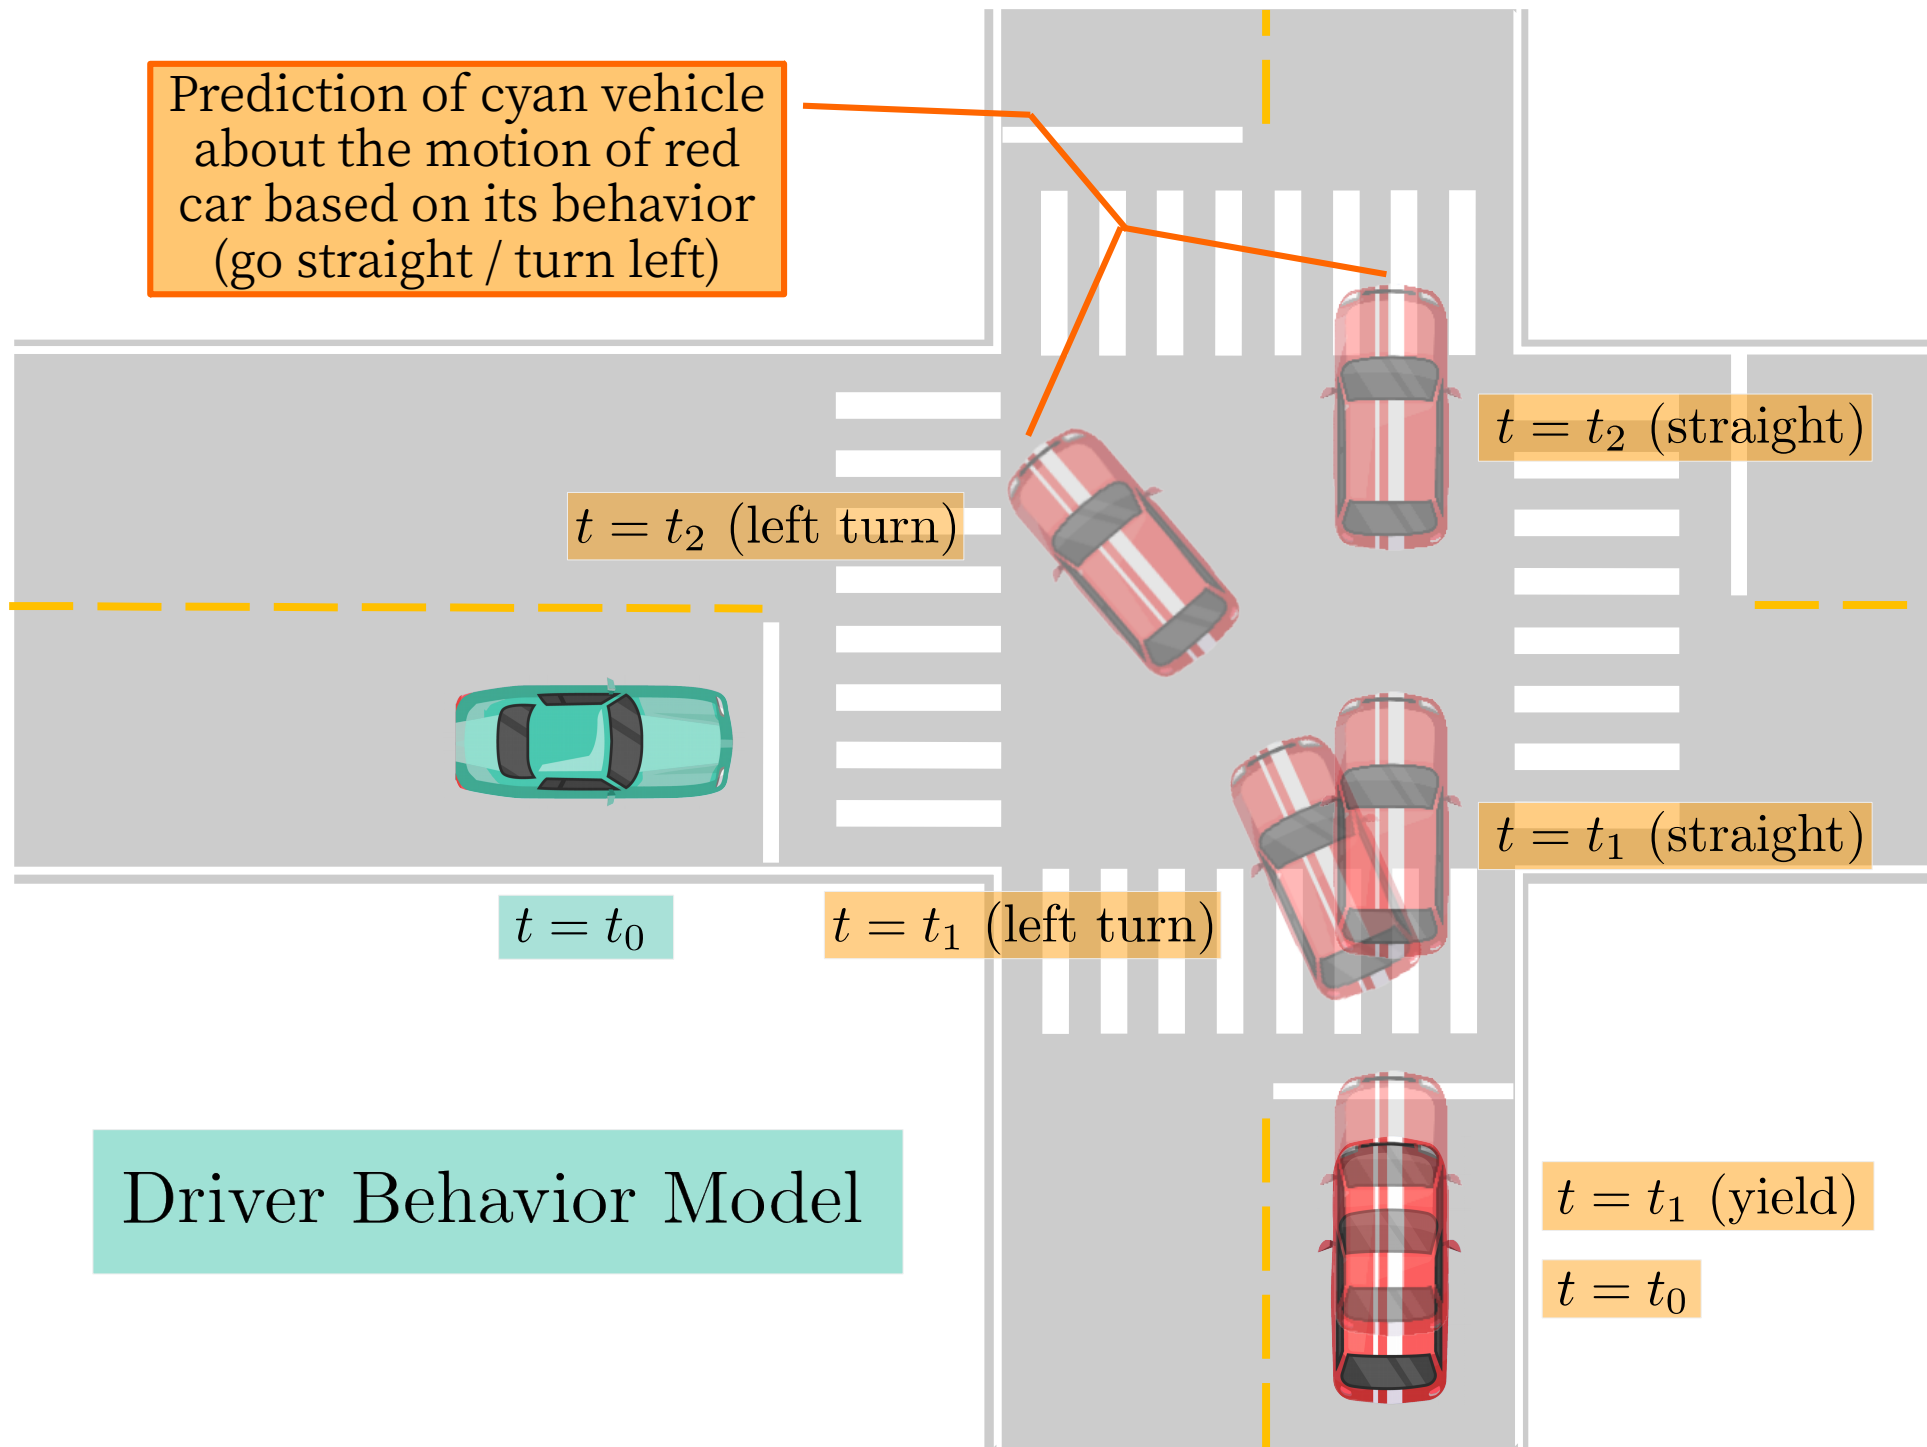 Prediction of cyan vehicle
about the motion of red
car based on its behavior
(go straight / turn left)
t = t₂ (straight)
t = t₂ (left turn)
t = t₁ (straight)
t = t₀
t = t₁ (left turn)
Driver Behavior Model
t = t₁ (yield)
t = t₀